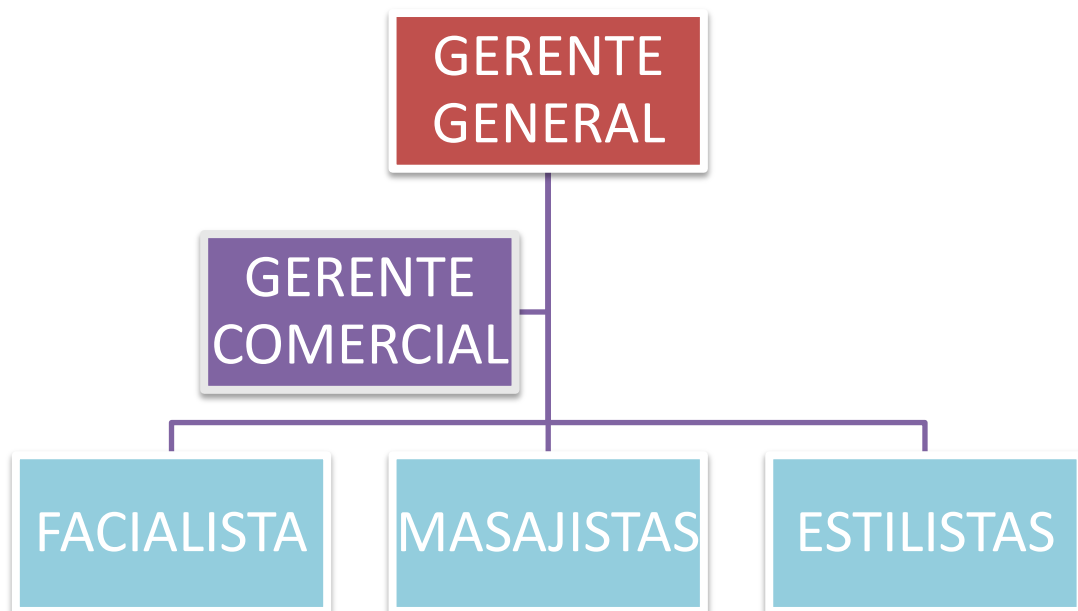 GERENTE
GENERAL
GERENTE
COMERCIAL
FACIALISTA
MASAJISTAS
ESTILISTAS